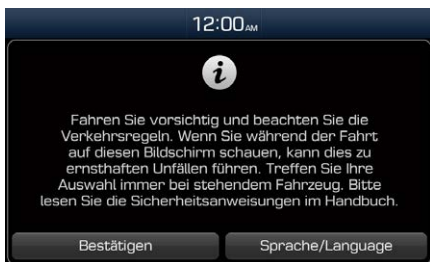 12:00AM
i
Fahren Sie vorsichtig und beachten Sie die
Verkehrsregeln. Wenn Sie während der Fahrt
auf diesen Bildschirm schauen, kann dies zu
ernsthaften Unfällen führen. Treffen Sie Ihre
Auswahl immer bei stehendem Fahrzeug. Bitte
lesen Sie die Sicherheitsanweisungen im Handbuch.
Bestätigen Sprache/Language